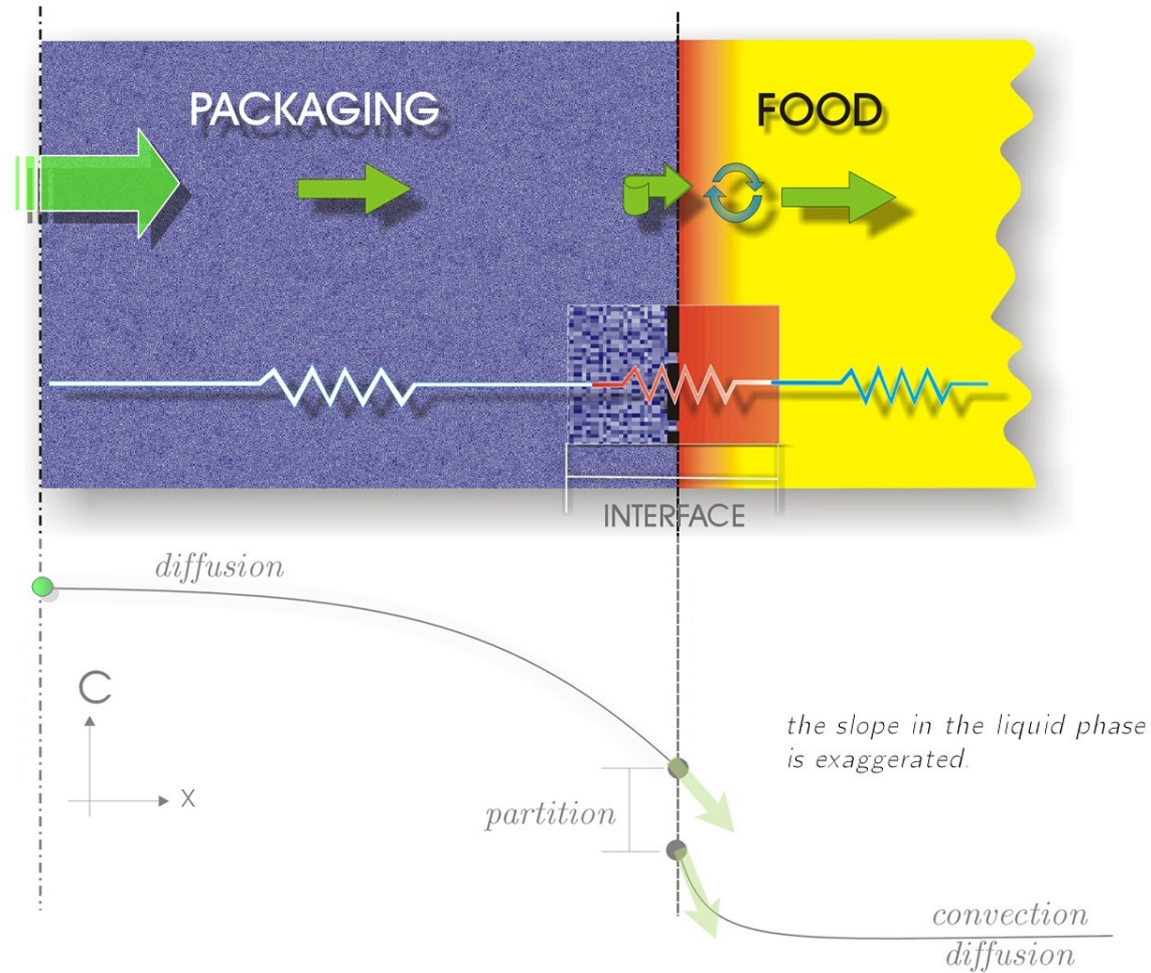 PACKAGING
FOOD
INTERFACE
diffusion
C
x
the slope in the liquid phase
is exaggerated.
partition
convection
diffusion